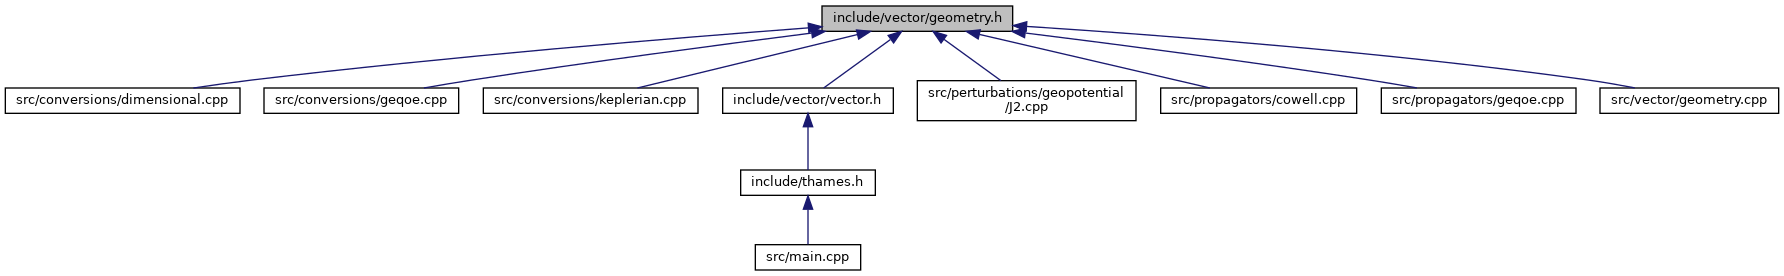 include/vector/geometry.h
src/conversions/dimensional.cpp
src/conversions/geqoe.cpp
src/conversions/keplerian.cpp
include/vector/vector.h
src/perturbations/geopotential
/J2.cpp
src/propagators/cowell.cpp
src/propagators/geqoe.cpp
src/vector/geometry.cpp
include/thames.h
src/main.cpp